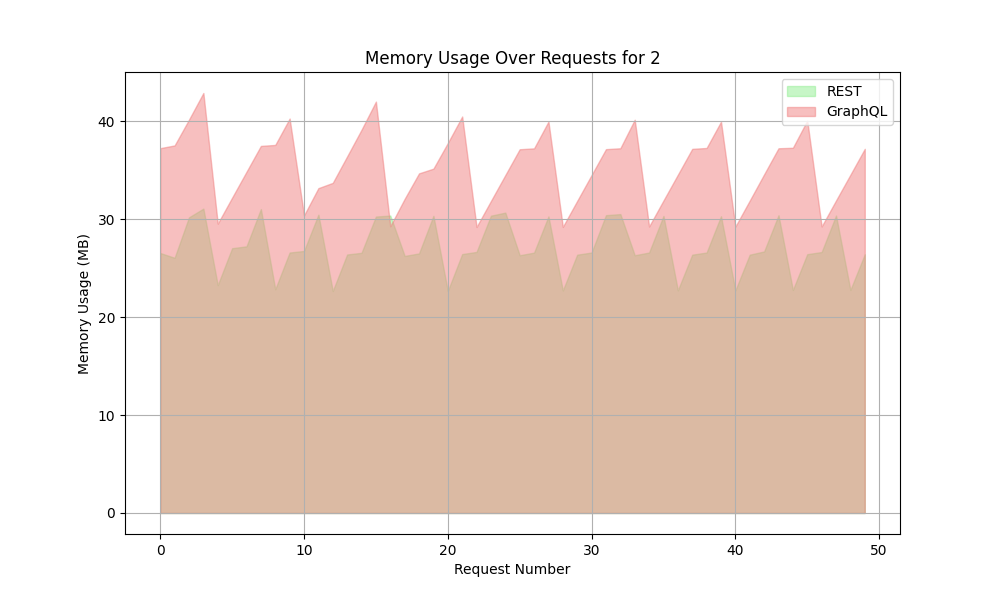 Memory Usage Over Requests for 2
REST
GraphQL
Memory Usage (MB)
40
30
20
10
0
0 10 20 30 40 50
Request Number